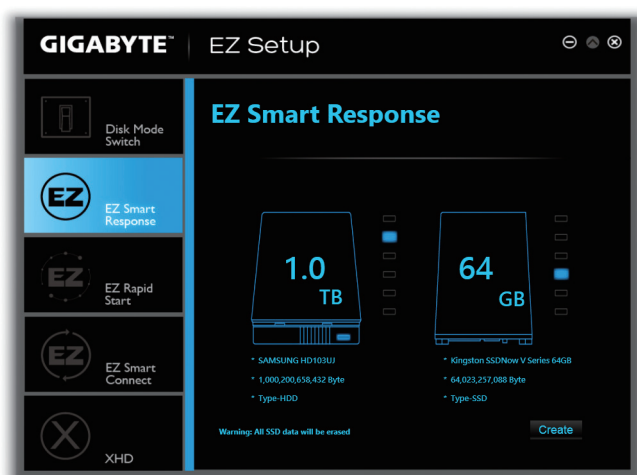 GIGABYTE™ EZ Setup
Disk Mode
Switch
EZ
EZ Smart
Response
EZ
EZ Rapid
Start
EZ
EZ Smart
Connect
X
XHD
EZ Smart Response
1.0
TB
* SAMSUNG HD103UJ
* 1,000,200,658,432 Byte
* Type-HDD
64
GB
* Kingston SSDNow V Series 64GB
* 64,023,257,088 Byte
* Type-SSD
Warning: All SSD data will be erased
Create